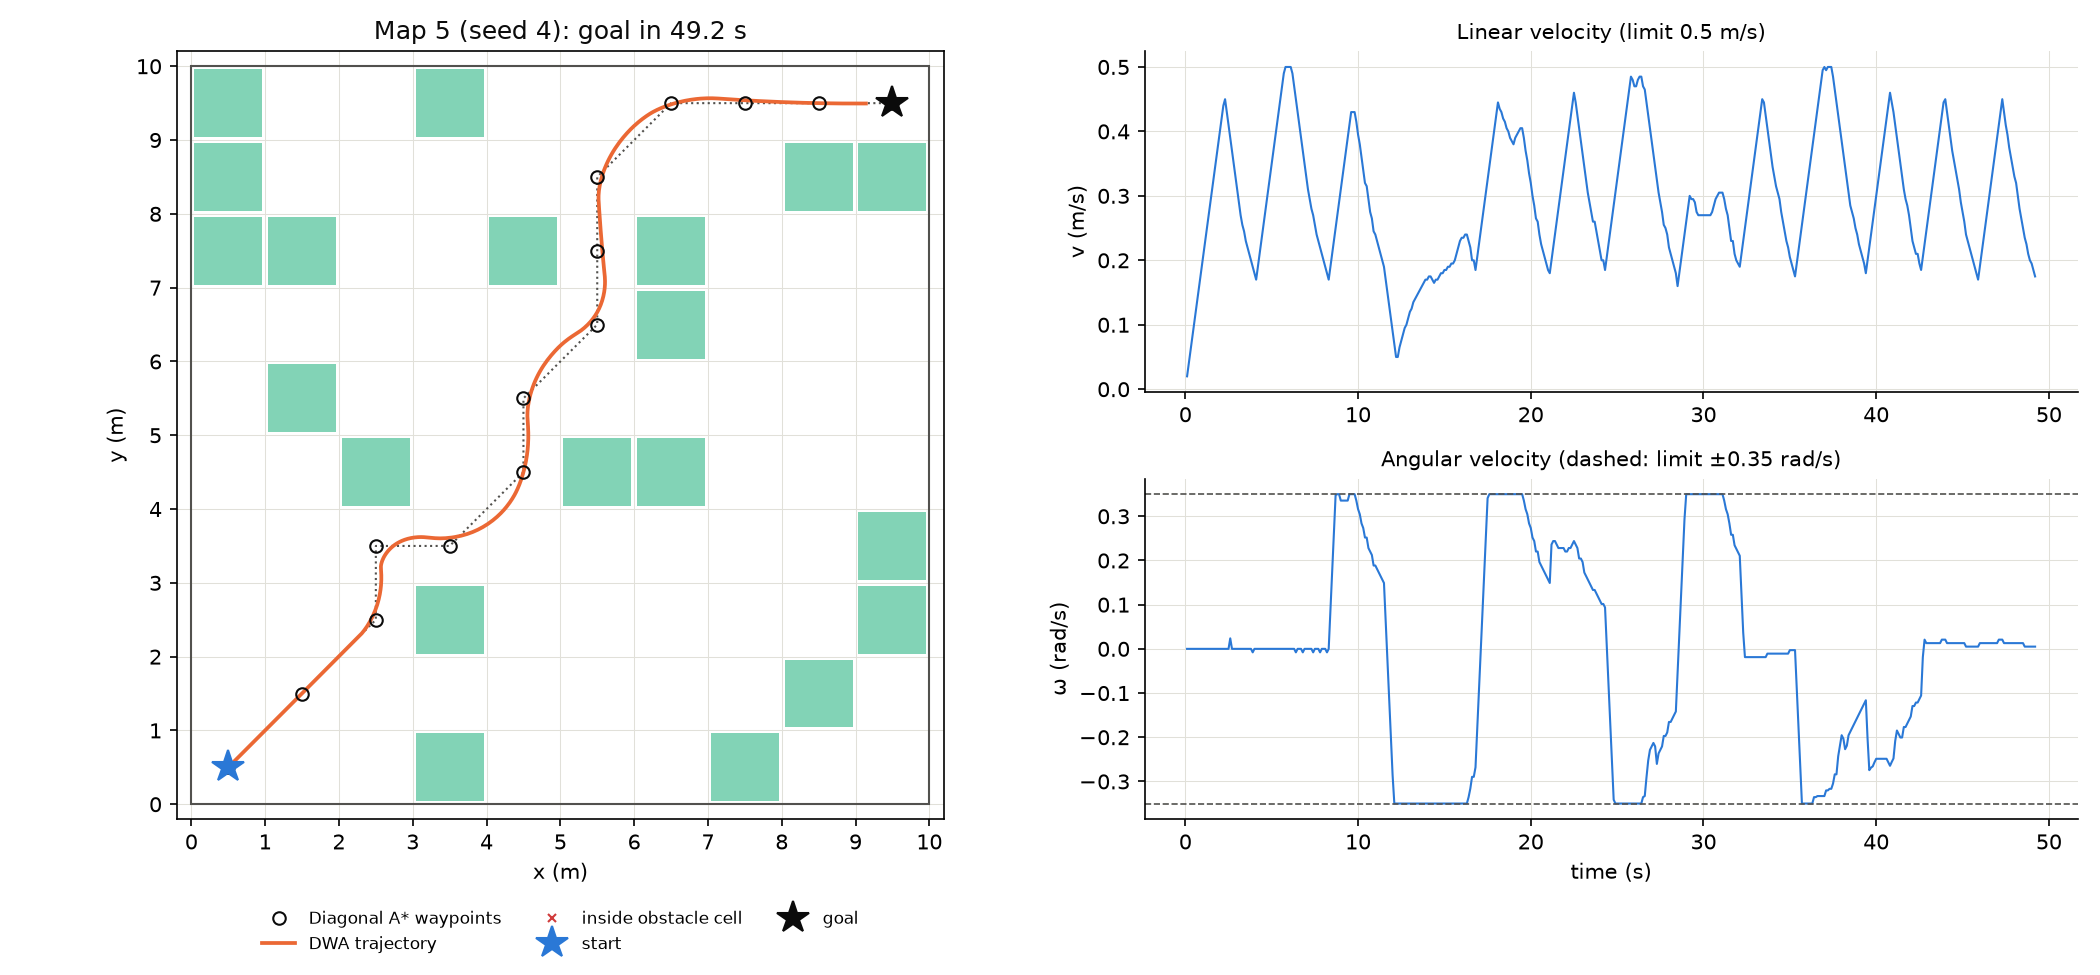 Map 5 (seed 4): goal in 49.2 s
10
9
8
7
6
5
4
3
2
1
0
y (m)
0 1 2 3 4 5 6 7 8 9 10
x (m)
Diagonal A* waypoints
DWA trajectory
inside obstacle cell
start
goal
Linear velocity (limit 0.5 m/s)
0.5
0.4
0.3
0.2
0.1
0.0
v (m/s)
0 10 20 30 40 50
Angular velocity (dashed: limit ±0.35 rad/s)
0.3
0.2
0.1
0.0
−0.1
−0.2
−0.3
ω (rad/s)
0 10 20 30 40 50
time (s)